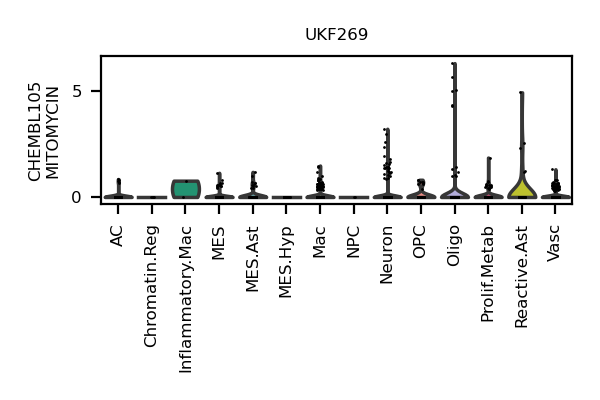 UKF269
CHEMBL105
MITOMYCIN
5
0
AC
Chromatin.Reg
Inflammatory.Mac
MES
MES.Ast
MES.Hyp
Mac
NPC
Neuron
OPC
Oligo
Prolif.Metab
Reactive.Ast
Vasc